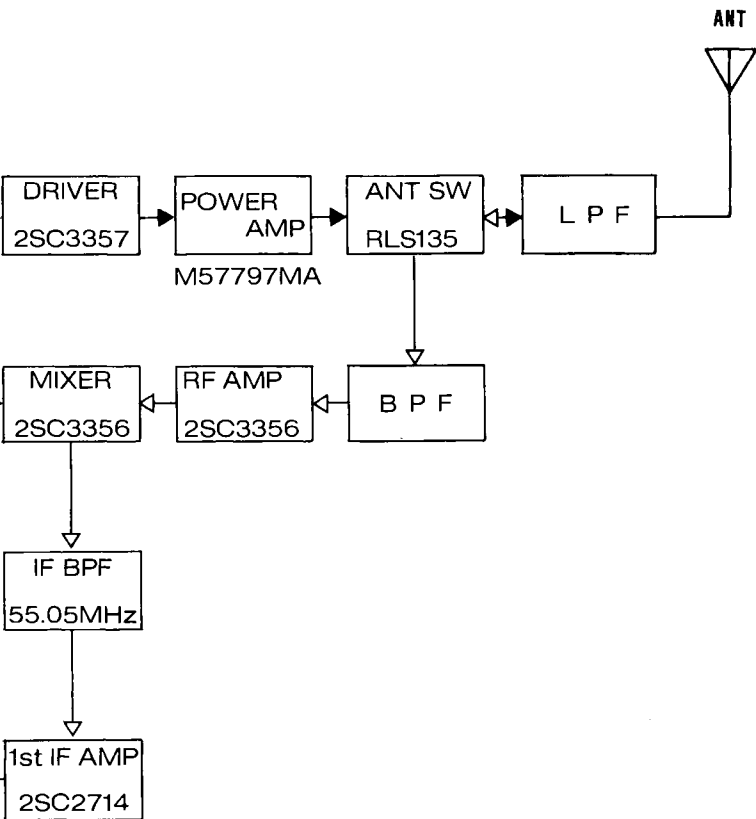 ANT
DRIVER
2SC3357
POWER
AMP
M57797MA
ANT SW
RLS135
L P F
MIXER
2SC3356
RF AMP
2SC3356
B P F
IF BPF
55.05MHz
1st IF AMP
2SC2714